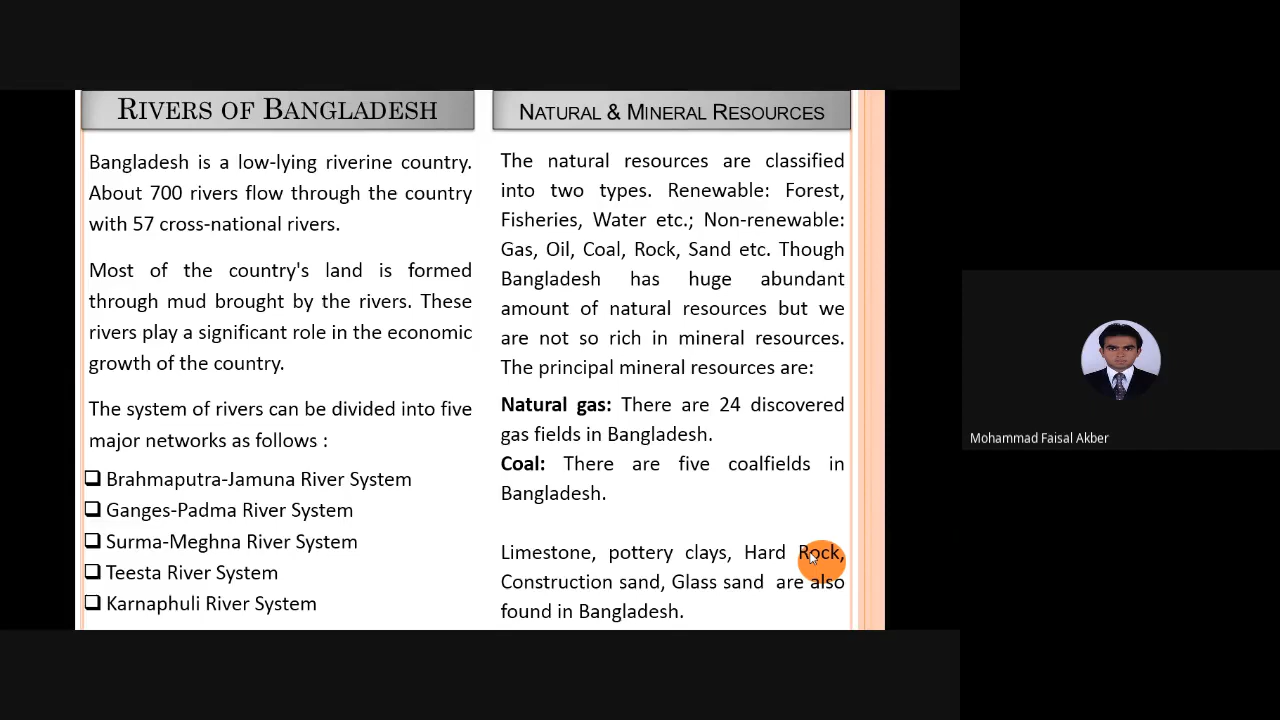 RIVERS OF BANGLADESH
Bangladesh is a low-lying riverine country.
About 700 rivers flow through the country
with 57 cross-national rivers.
Most of the country's land is formed
through mud brought by the rivers. These
rivers play a significant role in the economic
growth of the country.
The system of rivers can be divided into five
major networks as follows :
❑ Brahmaputra-Jamuna River System
❑ Ganges-Padma River System
❑ Surma-Meghna River System
❑ Teesta River System
❑ Karnaphuli River System
NATURAL & MINERAL RESOURCES
The natural resources are classified
into two types. Renewable: Forest,
Fisheries, Water etc.; Non-renewable:
Gas, Oil, Coal, Rock, Sand etc. Though
Bangladesh has huge abundant
amount of natural resources but we
are not so rich in mineral resources.
The principal mineral resources are:
Natural gas: There are 24 discovered
gas fields in Bangladesh.
Coal: There are five coalfields in
Bangladesh.
Limestone, pottery clays, Hard Rock,
Construction sand, Glass sand are also
found in Bangladesh.
Mohammad Faisal Akber